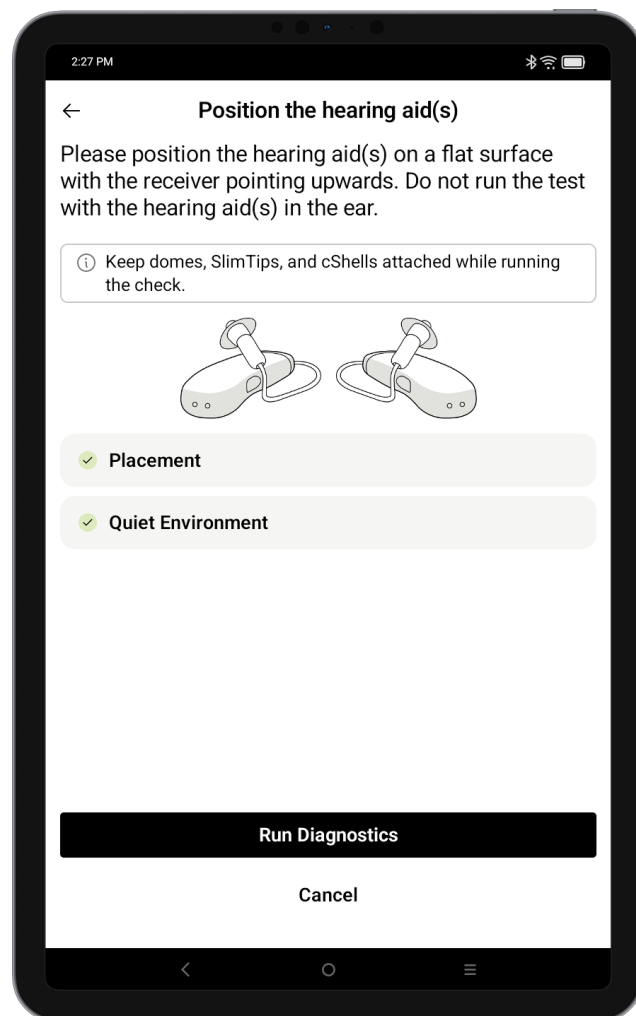 2:27 PM
Position the hearing aid(s)
Please position the hearing aid(s) on a flat surface
with the receiver pointing upwards. Do not run the test
with the hearing aid(s) in the ear.
Keep domes, SlimTips, and cShells attached while running
the check.
Placement
Quiet Environment
Run Diagnostics
Cancel